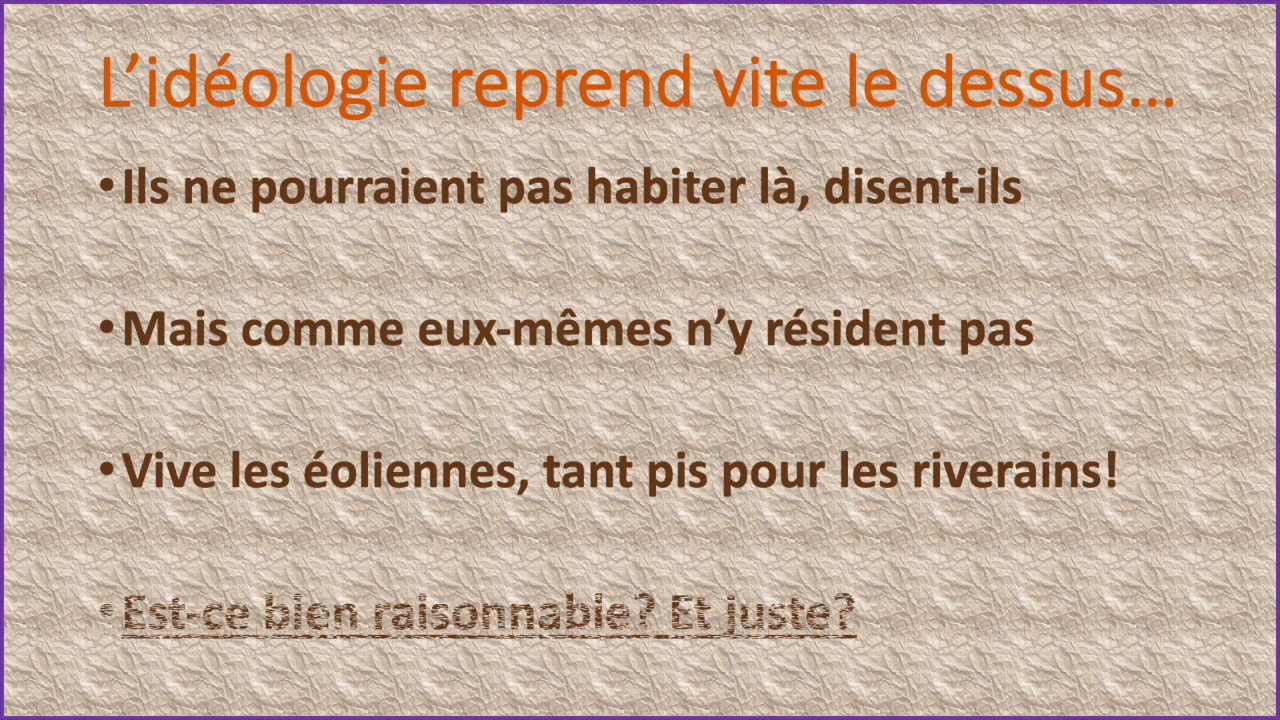 L’idéologie reprend vite le dessus…
• Ils ne pourraient pas habiter là, disent-ils
• Mais comme eux-mêmes n’y résident pas
• Vive les éoliennes, tant pis pour les riverains!
• Est-ce bien raisonnable? Et juste?